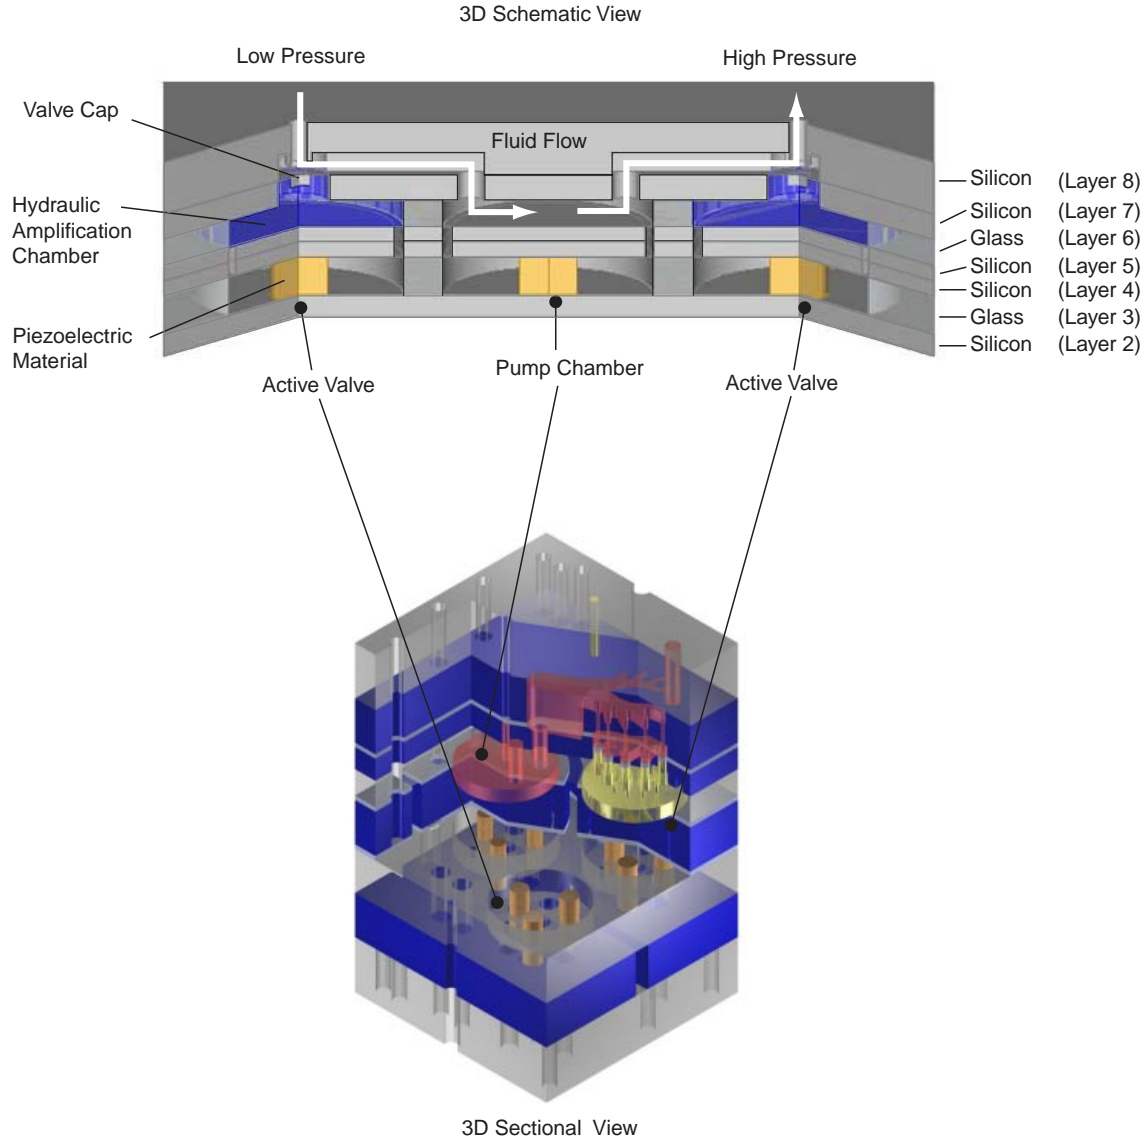 3D Schematic View
Low Pressure
High Pressure
Valve Cap
Fluid Flow
Hydraulic
Amplification
Chamber
Piezoelectric
Material
Silicon (Layer 8)
Silicon (Layer 7)
Glass (Layer 6)
Silicon (Layer 5)
Silicon (Layer 4)
Glass (Layer 3)
Silicon (Layer 2)
Active Valve
Pump Chamber
Active Valve
3D Sectional View